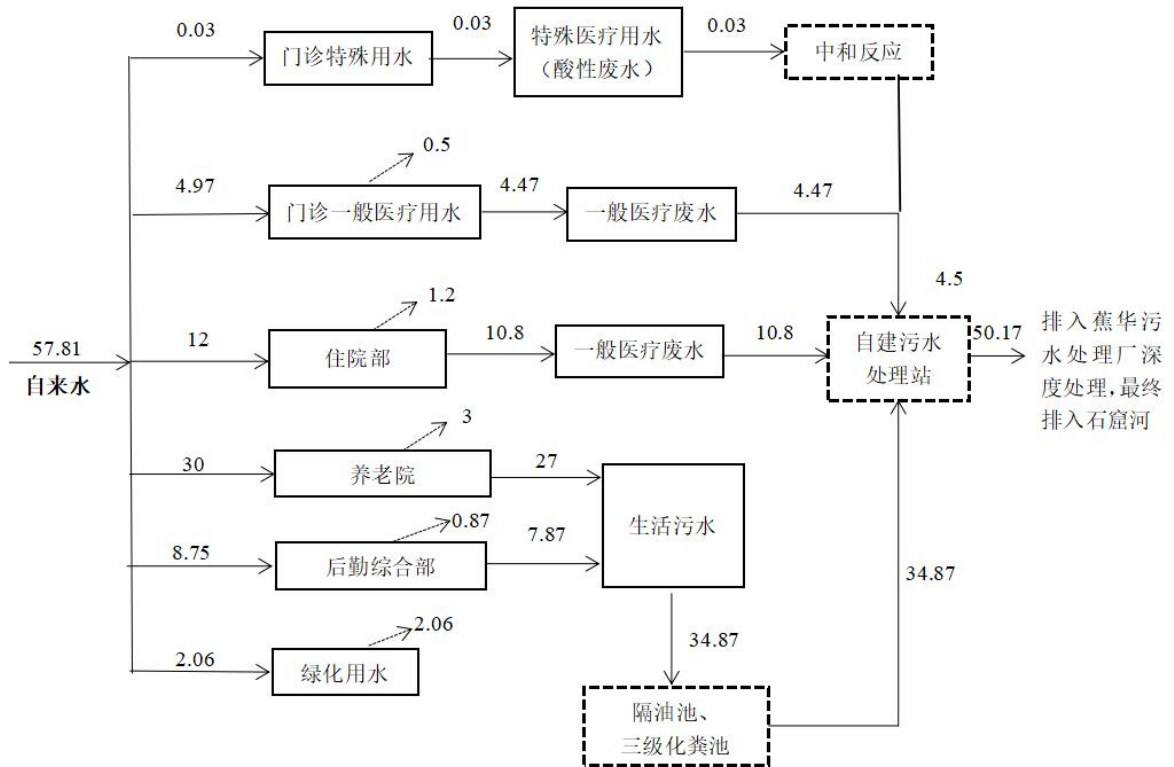 0.03
门诊特殊用水
0.03
特殊医疗用水
（酸性废水）
0.03
中和反应
0.5
4.97
门诊一般医疗用水
4.47
一般医疗废水
4.47
4.5
1.2
57.81
自来水
12
住院部
10.8
一般医疗废水
10.8
自建污水
处理站
50.17
排入蕉华污
水处理厂深
度处理，最终
排入石窟河
3
30
养老院
27
生活污水
0.87
8.75
后勤综合部
7.87
34.87
2.06
2.06
绿化用水
34.87
隔油池、
三级化粪池